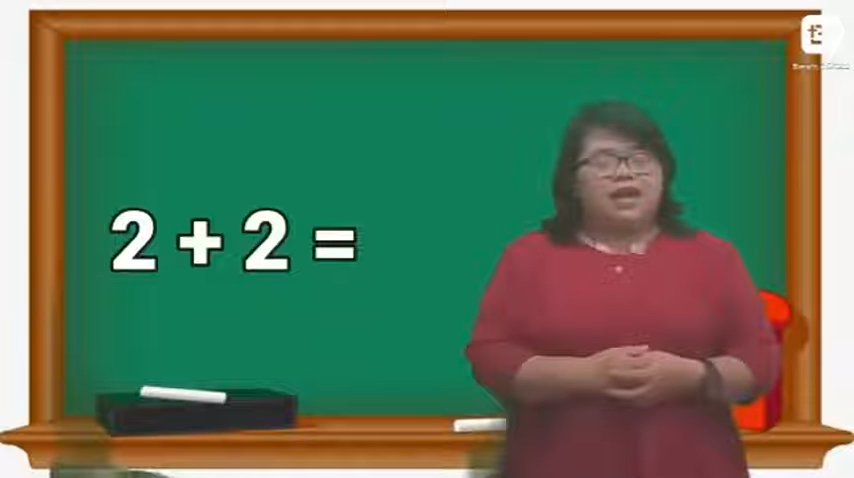 2 + 2 =